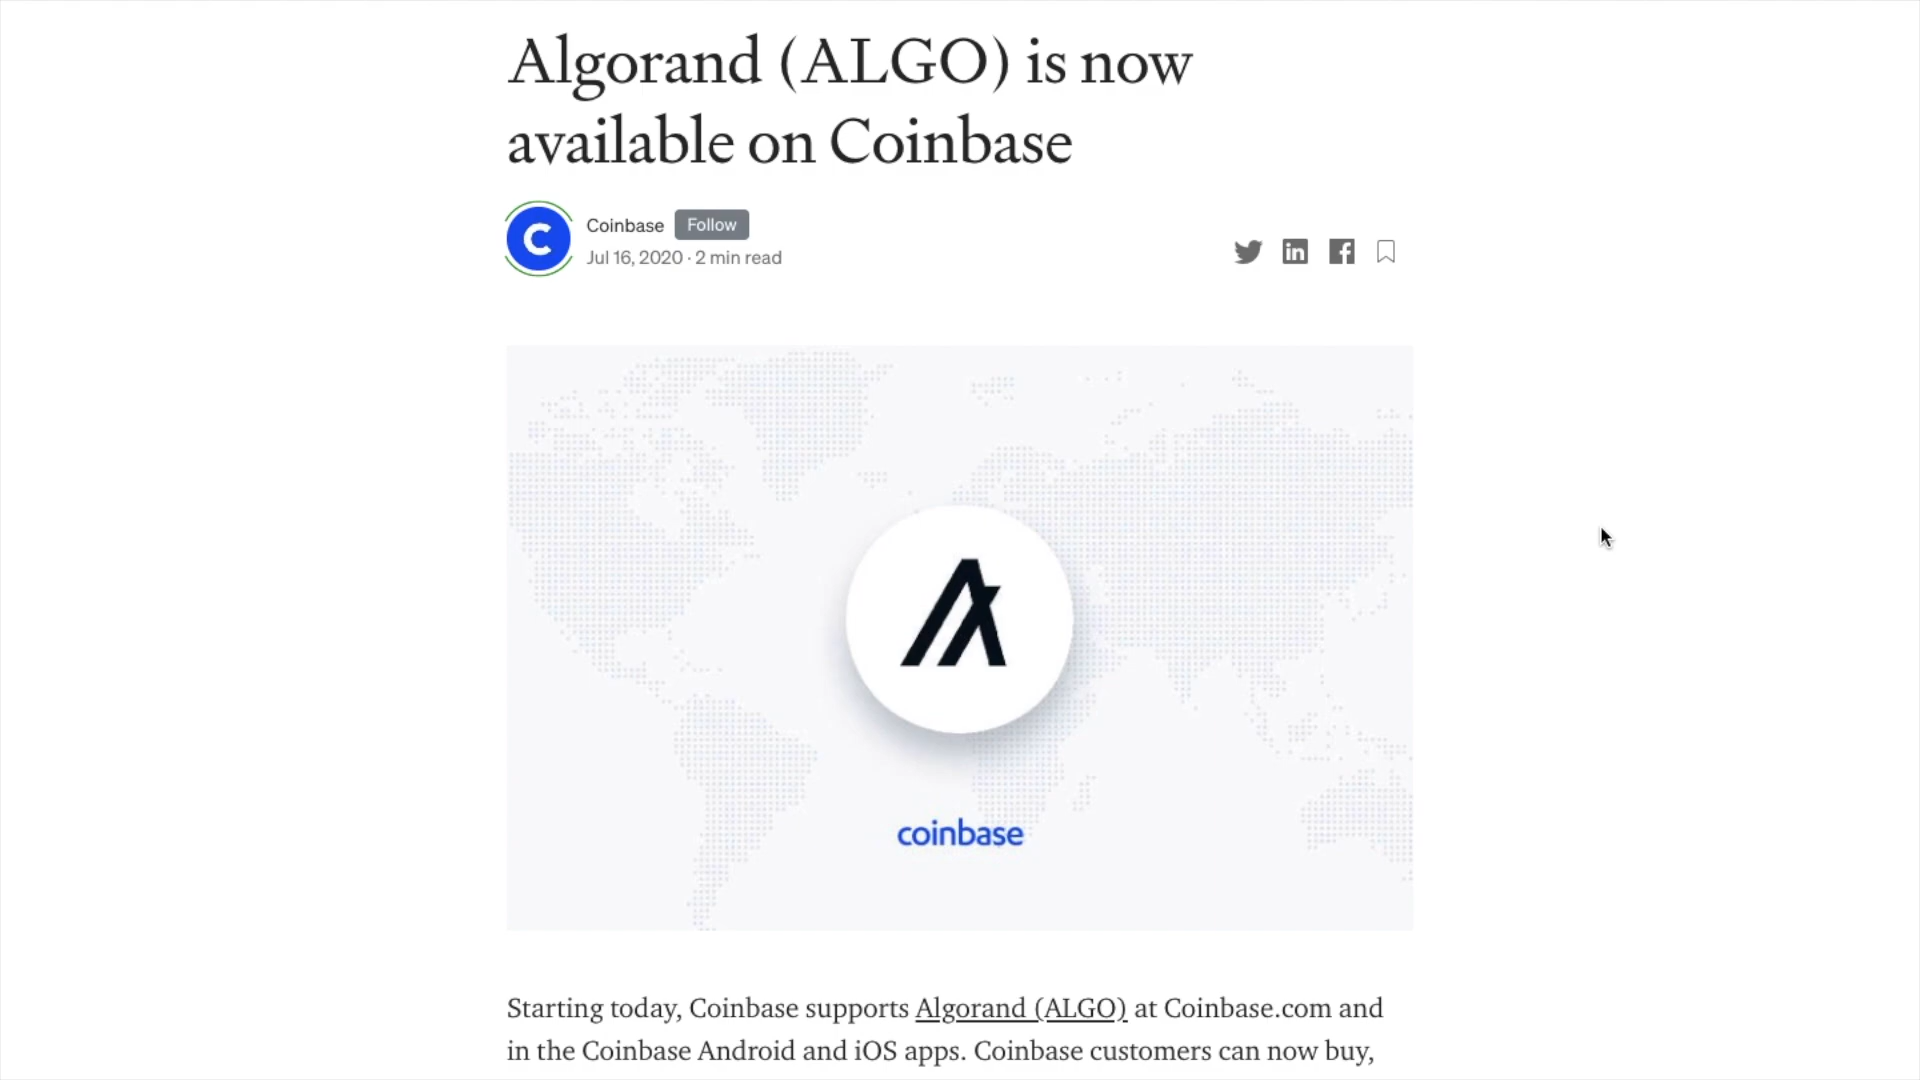 Algorand (ALGO) is now
available on Coinbase
Coinbase Follow
Jul 16, 2020 · 2 min read
coinbase
Starting today, Coinbase supports Algorand (ALGO) at Coinbase.com and
in the Coinbase Android and iOS apps. Coinbase customers can now buy,